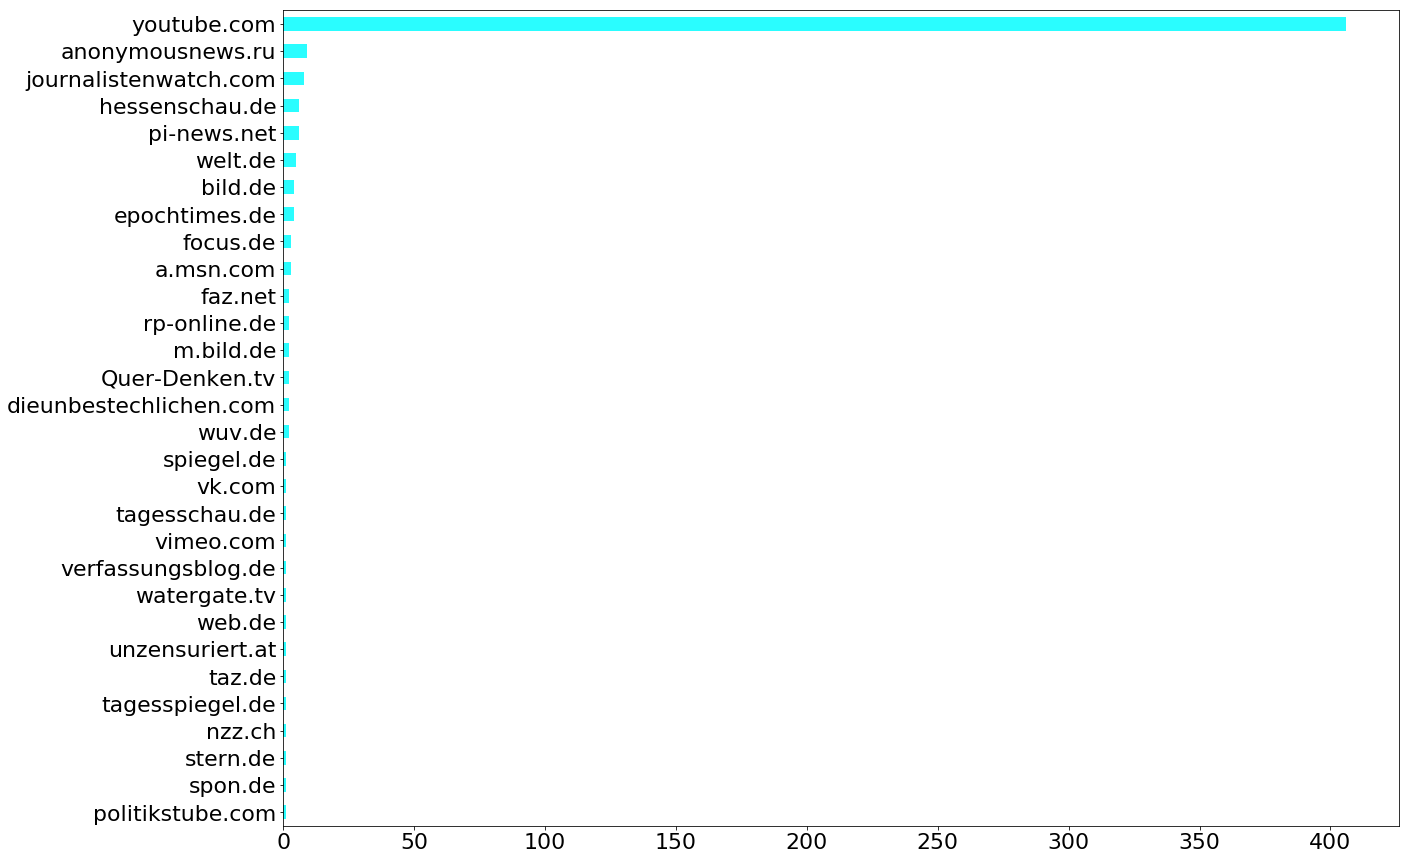 youtube.com
anonymousnews.ru
journalistenwatch.com
hessenschau.de
pi-news.net
welt.de
bild.de
epochtimes.de
focus.de
a.msn.com
faz.net
rp-online.de
m.bild.de
Quer-Denken.tv
dieunbestechlichen.com
wuv.de
spiegel.de
vk.com
tagesschau.de
vimeo.com
verfassungsblog.de
watergate.tv
web.de
unzensuriert.at
taz.de
tagesspiegel.de
nzz.ch
stern.de
spon.de
politikstube.com
0 50 100 150 200 250 300 350 400